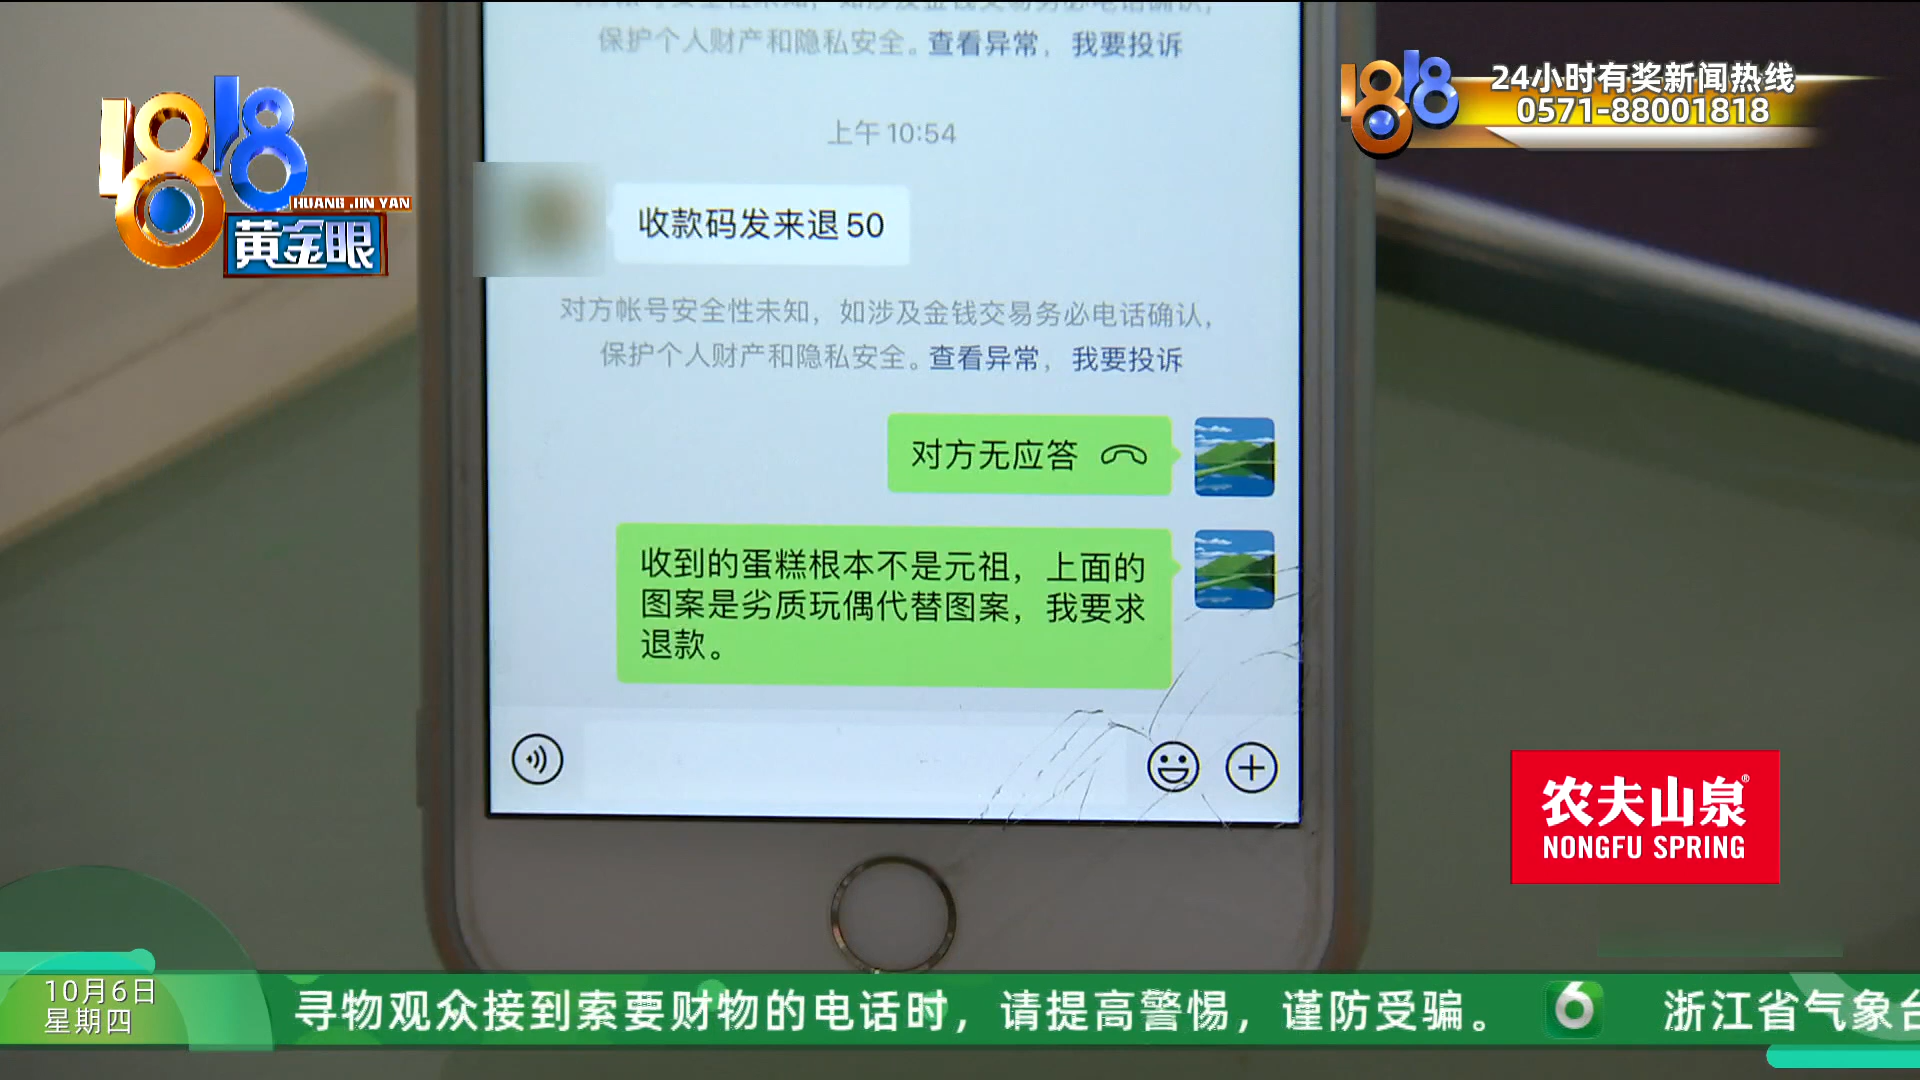 保护个人财产和隐私安全。查看异常，我要投诉
24小时有奖新闻热线
0571-88001818
1818
HUANG JIN YAN
黄金眼
1818
上午10:54
收款码发来退50
对方帐号安全性未知，如涉及金钱交易务必电话确认，
保护个人财产和隐私安全。查看异常，我要投诉
对方无应答
收到的蛋糕根本不是元祖，上面的
图案是劣质玩偶代替图案，我要求
退款。
农夫山泉®
NONGFU SPRING
10月6日
星期四
寻物观众接到索要财物的电话时，请提高警惕，谨防受骗。 6 浙江省气象台